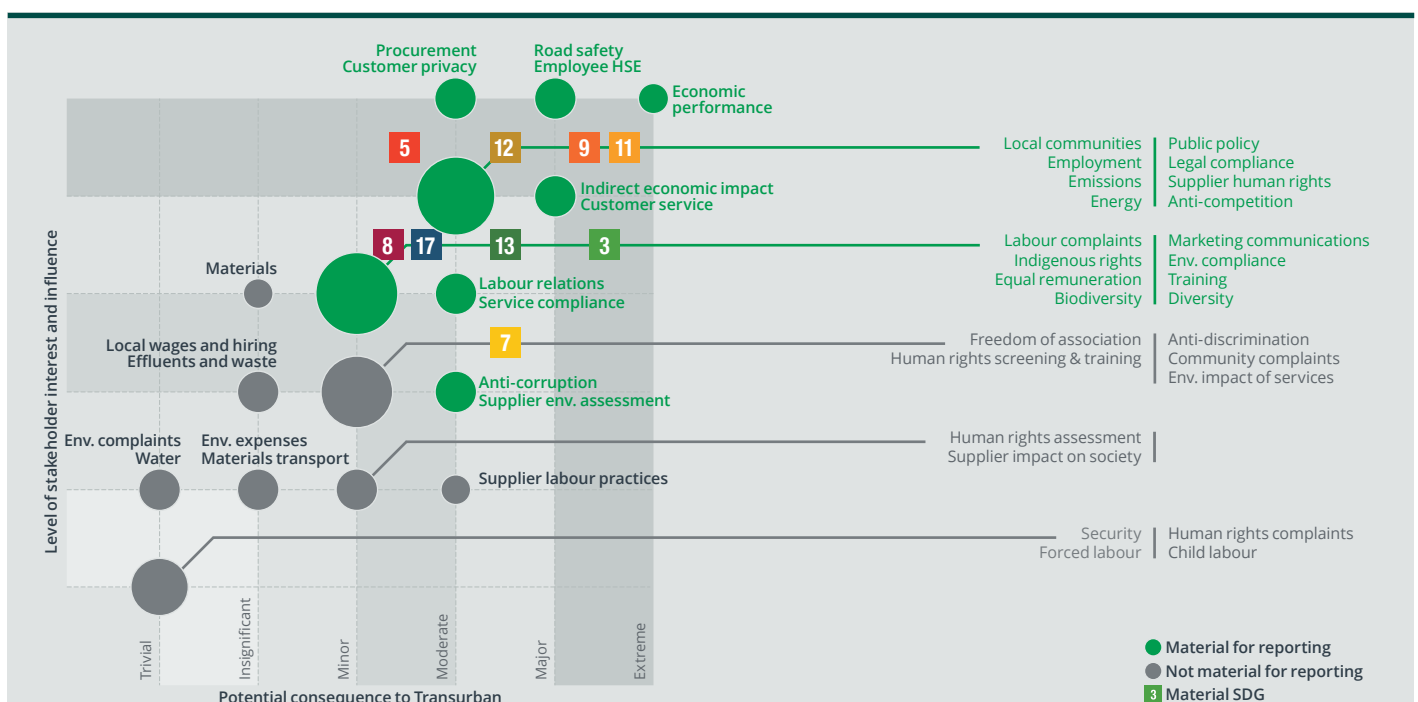 Procurement
Customer privacy
Road safety
Employee HSE
Economic
performance
5
12
9
11
Local communities
Employment
Emissions
Energy
Public policy
Legal compliance
Supplier human rights
Anti-competition
Indirect economic impact
Customer service
8
17
13
3
Labour complaints
Indigenous rights
Equal remuneration
Biodiversity
Marketing communications
Env. compliance
Training
Diversity
Materials
Labour relations
Service compliance
7
Freedom of association
Human rights screening & training
Anti-discrimination
Community complaints
Env. impact of services
Local wages and hiring
Effluents and waste
Anti-corruption
Supplier env. assessment
Env. complaints
Water
Env. expenses
Materials transport
Supplier labour practices
Human rights assessment
Supplier impact on society
Security
Forced labour
Human rights complaints
Child labour
Level of stakeholder interest and influence
Trivial
Insignificant
Minor
Moderate
Major
Extreme
Potential consequence to Transurban
Material for reporting
Not material for reporting
3 Material SDG